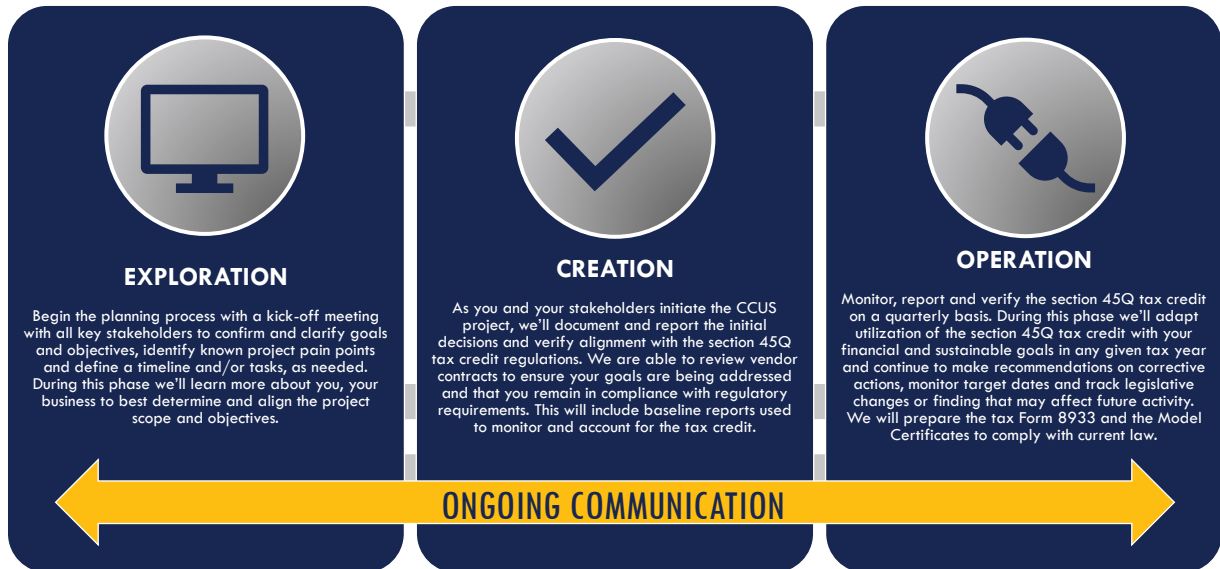 EXPLORATION
Begin the planning process with a kick-off meeting
with all key stakeholders to confirm and clarify goals
and objectives, identify known project pain points
and define a timeline and/or tasks, as needed.
During this phase we'll learn more about you, your
business to best determine and align the project
scope and objectives.
CREATION
As you and your stakeholders initiate the CCUS
project, we'll document and report the initial
decisions and verify alignment with the section 45Q
tax credit regulations. We are able to review vendor
contracts to ensure your goals are being addressed
and that you remain in compliance with regulatory
requirements. This will include baseline reports used
to monitor and account for the tax credit.
OPERATION
Monitor, report and verify the section 45Q tax credit
on a quarterly basis. During this phase we'll adapt
utilization of the section 45Q tax credit with your
financial and sustainable goals in any given tax year
and continue to make recommendations on corrective
actions, monitor target dates and track legislative
changes or finding that may affect future activity.
We will prepare the tax Form 8933 and the Model
Certificates to comply with current law.
ONGOING COMMUNICATION